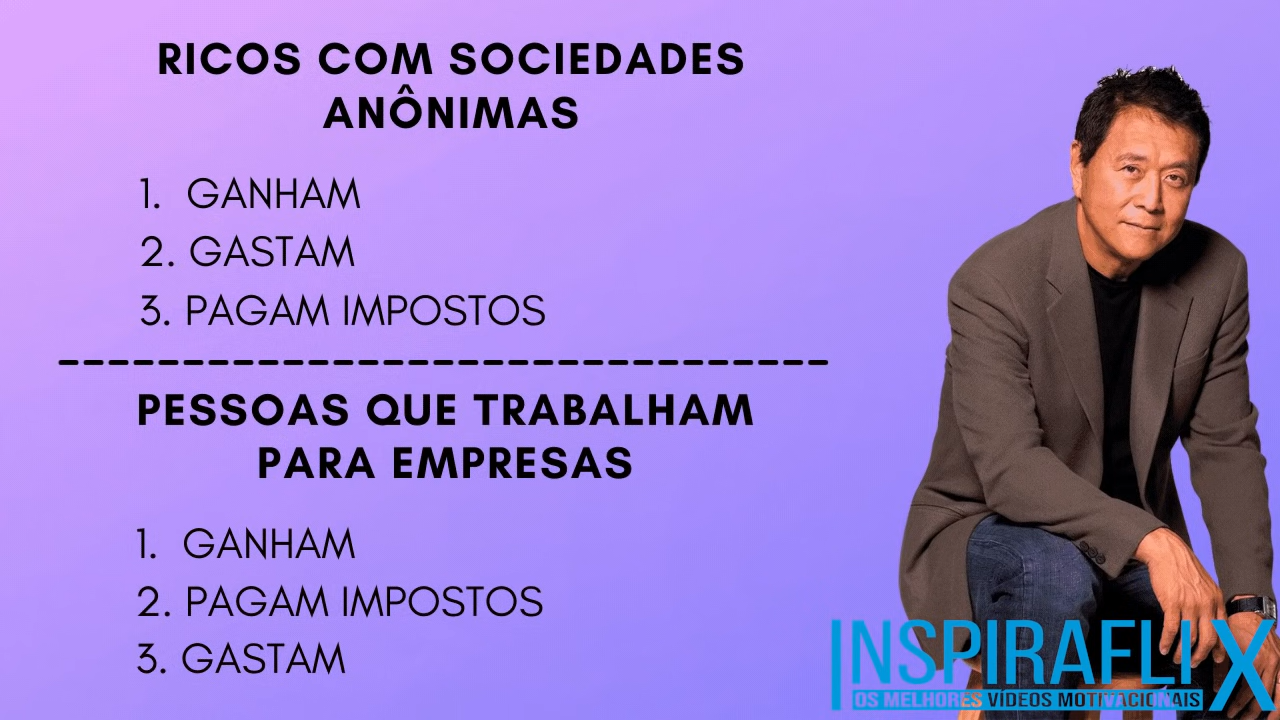 RICOS COM SOCIEDADES
ANÔNIMAS
1. GANHAM
2. GASTAM
3. PAGAM IMPOSTOS
PESSOAS QUE TRABALHAM
PARA EMPRESAS
1. GANHAM
2. PAGAM IMPOSTOS
3. GASTAM
INSPIRAFLIX
OS MELHORES VÍDEOS MOTIVACIONAIS